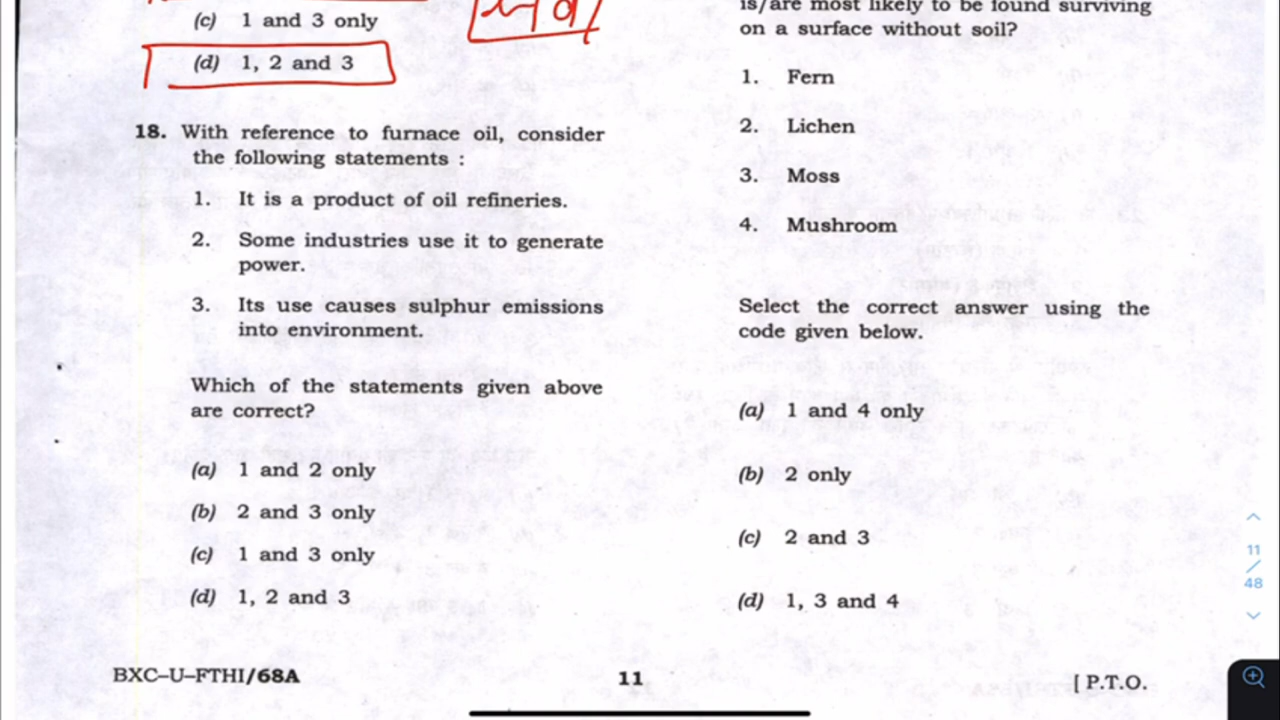 (c) 1 and 3 only
(d) 1, 2 and 3
18. With reference to furnace oil, consider
the following statements :
1. It is a product of oil refineries.
2. Some industries use it to generate
power.
3. Its use causes sulphur emissions
into environment.
Which of the statements given above
are correct?
(a) 1 and 2 only
(b) 2 and 3 only
(c) 1 and 3 only
(d) 1, 2 and 3
is/are most likely to be found surviving
on a surface without soil?
1. Fern
2. Lichen
3. Moss
4. Mushroom
Select the correct answer using the
code given below.
(a) 1 and 4 only
(b) 2 only
(c) 2 and 3
(d) 1, 3 and 4
11
/
48
BXC–U–FTHI/68A
11
[ P.T.O.